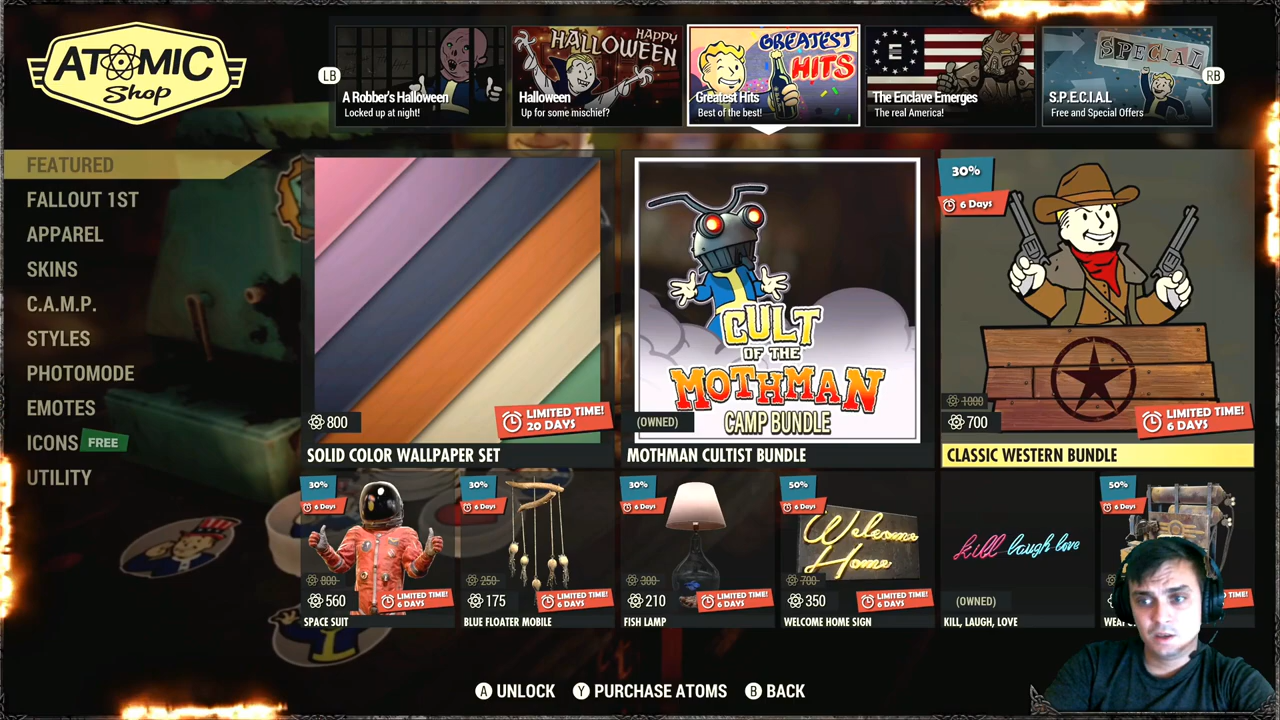 ATOMIC
Shop
LB
A Robber's Halloween
Locked up at night!
HAPPY
HALLOWEEN
Halloween
Up for some mischief?
GREATEST
HITS
Greatest Hits
Best of the best!
E
The Enclave Emerges
The real America!
SPECIAL
S.P.E.C.I.A.L
Free and Special Offers
RB
FEATURED
FALLOUT 1ST
APPAREL
SKINS
C.A.M.P.
STYLES
PHOTOMODE
EMOTES
ICONS FREE
UTILITY
800
LIMITED TIME!
20 DAYS
SOLID COLOR WALLPAPER SET
CULT
OF THE
MOTHMAN
CAMP BUNDLE
(OWNED)
MOTHMAN CULTIST BUNDLE
30%
6 Days
1000
700
LIMITED TIME!
6 DAYS
CLASSIC WESTERN BUNDLE
30%
6 Days
800
560
LIMITED TIME!
6 DAYS
SPACE SUIT
30%
6 Days
250
175
LIMITED TIME!
6 DAYS
BLUE FLOATER MOBILE
30%
6 Days
300
210
LIMITED TIME!
6 DAYS
FISH LAMP
50%
6 Days
Welcome
Home
700
350
LIMITED TIME!
6 DAYS
WELCOME HOME SIGN
kill laugh love
(OWNED)
KILL, LAUGH, LOVE
50%
6 Days
A UNLOCK
Y PURCHASE ATOMS
B BACK